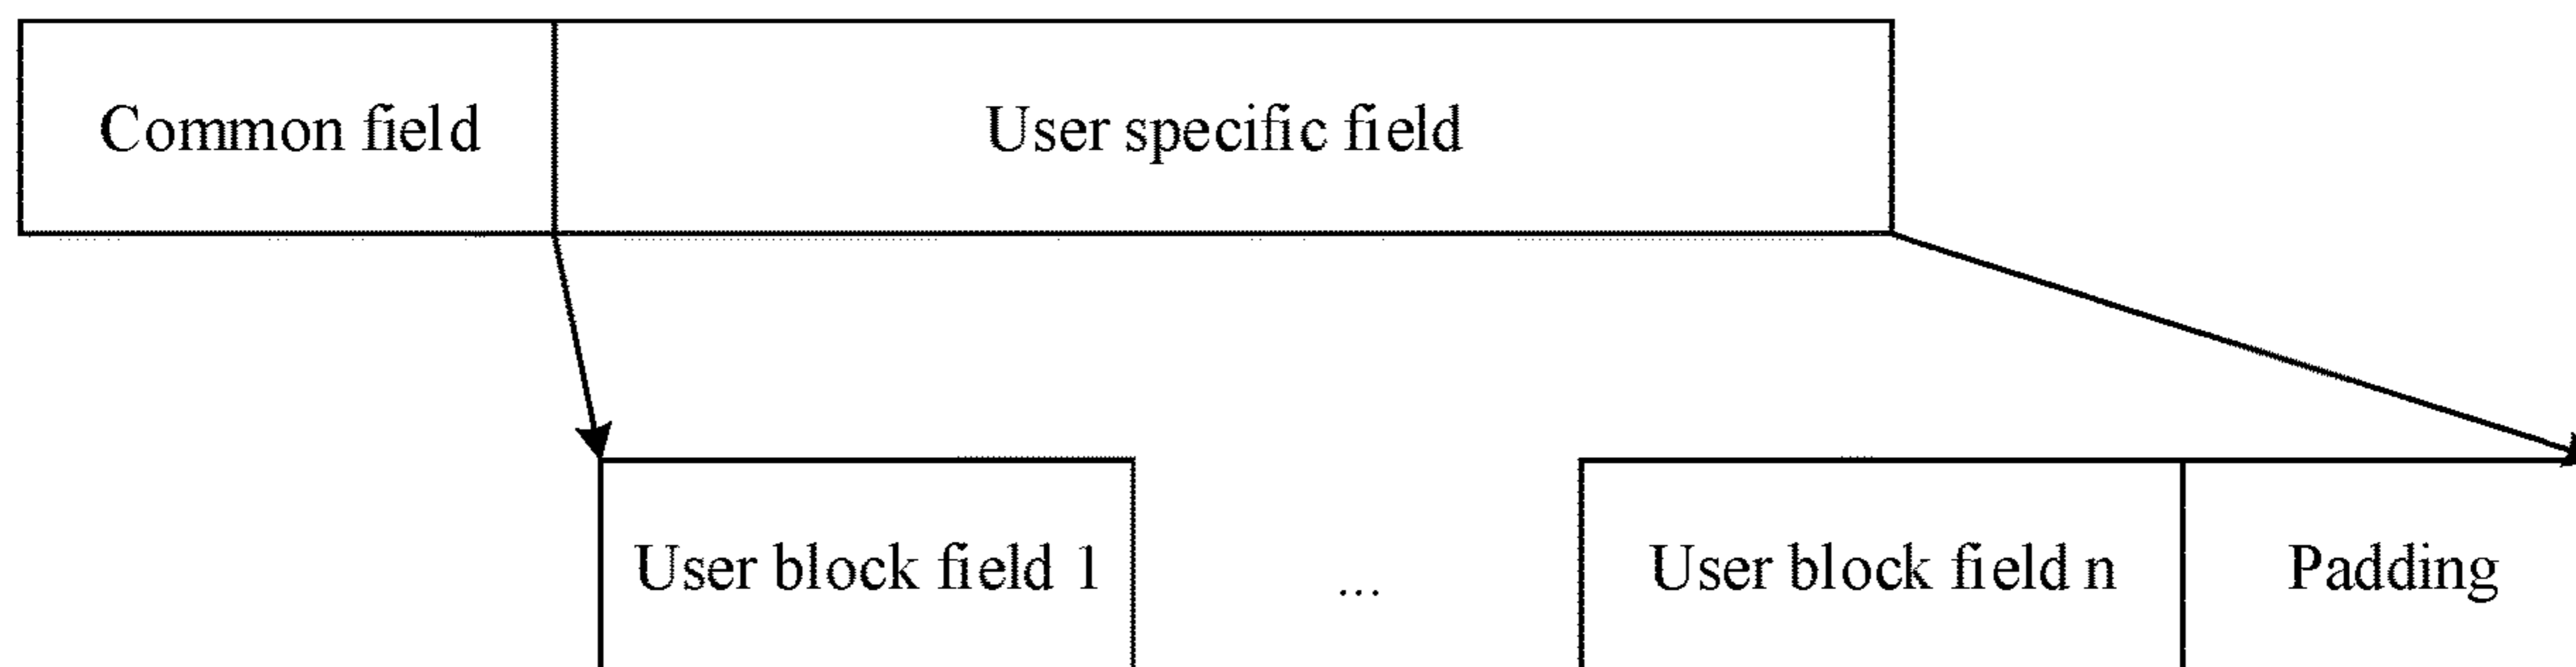 Common field
User specific field
User block field 1
...
User block field n
Padding